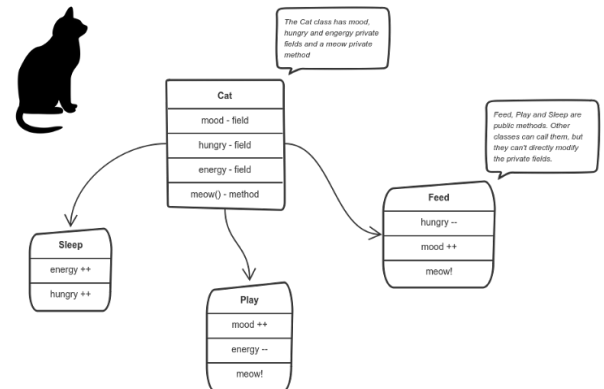 The Cat class has mood,
hungry and engergy private
fields and a meow private
method
Cat
mood - field
hungry - field
energy - field
meow() - method
Feed, Play and Sleep are
public methods. Other
classes can call them, but
they can't directly modify
the private fields.
Feed
hungry --
mood ++
meow!
Sleep
energy ++
hungry ++
Play
mood ++
energy --
meow!